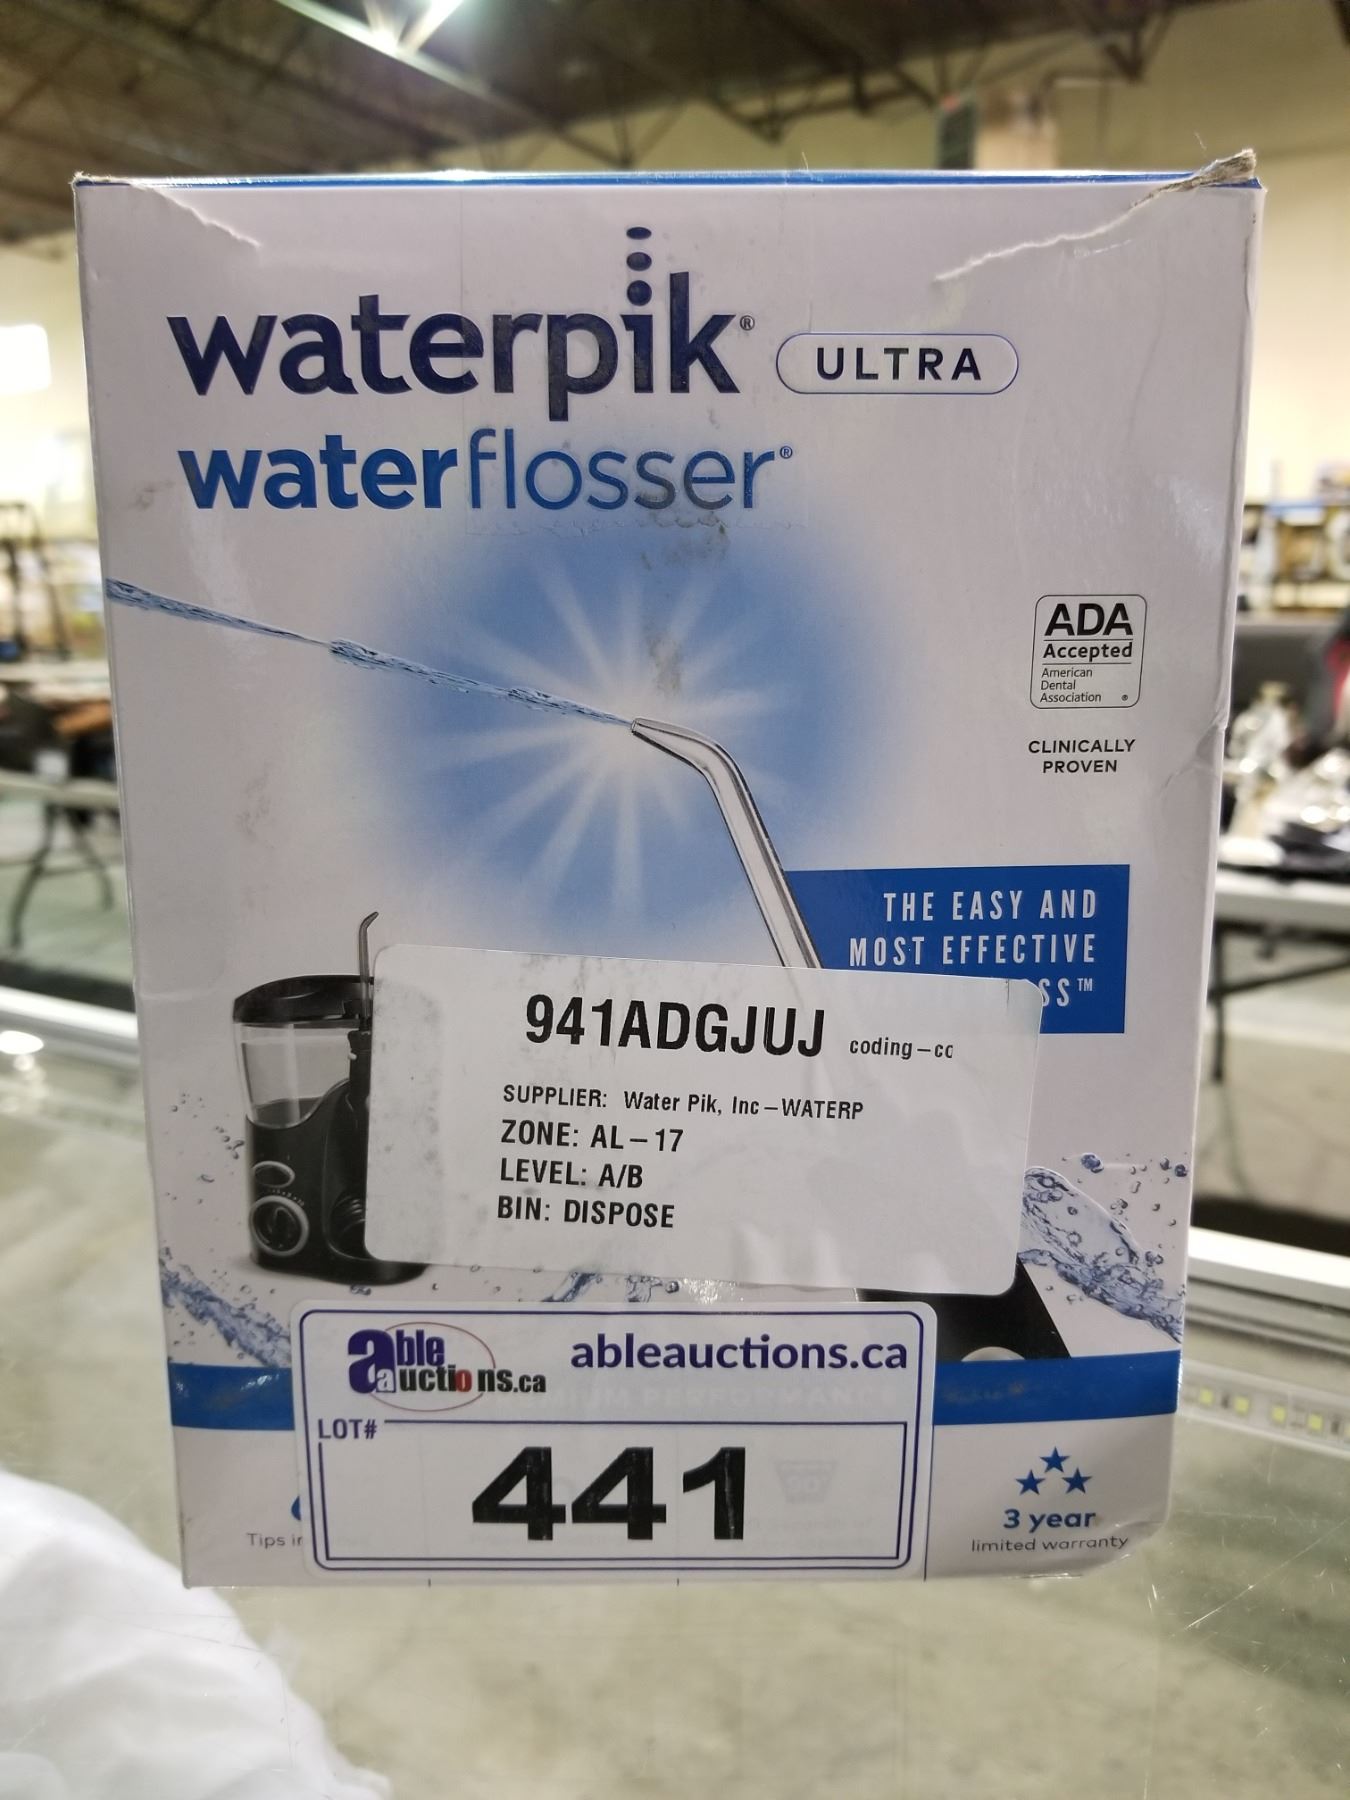 waterpik® ULTRA
waterflosser®
ADA
Accepted
American
Dental
Association ®
CLINICALLY
PROVEN
THE EASY AND
MOST EFFECTIVE
SS™
941ADGJUJ coding-co
SUPPLIER: Water Pik, Inc-WATERP
ZONE: AL-17
LEVEL: A/B
BIN: DISPOSE
able auctions.ca
ableauctions.ca
LOT#
441
Tips
3 year
limited warranty